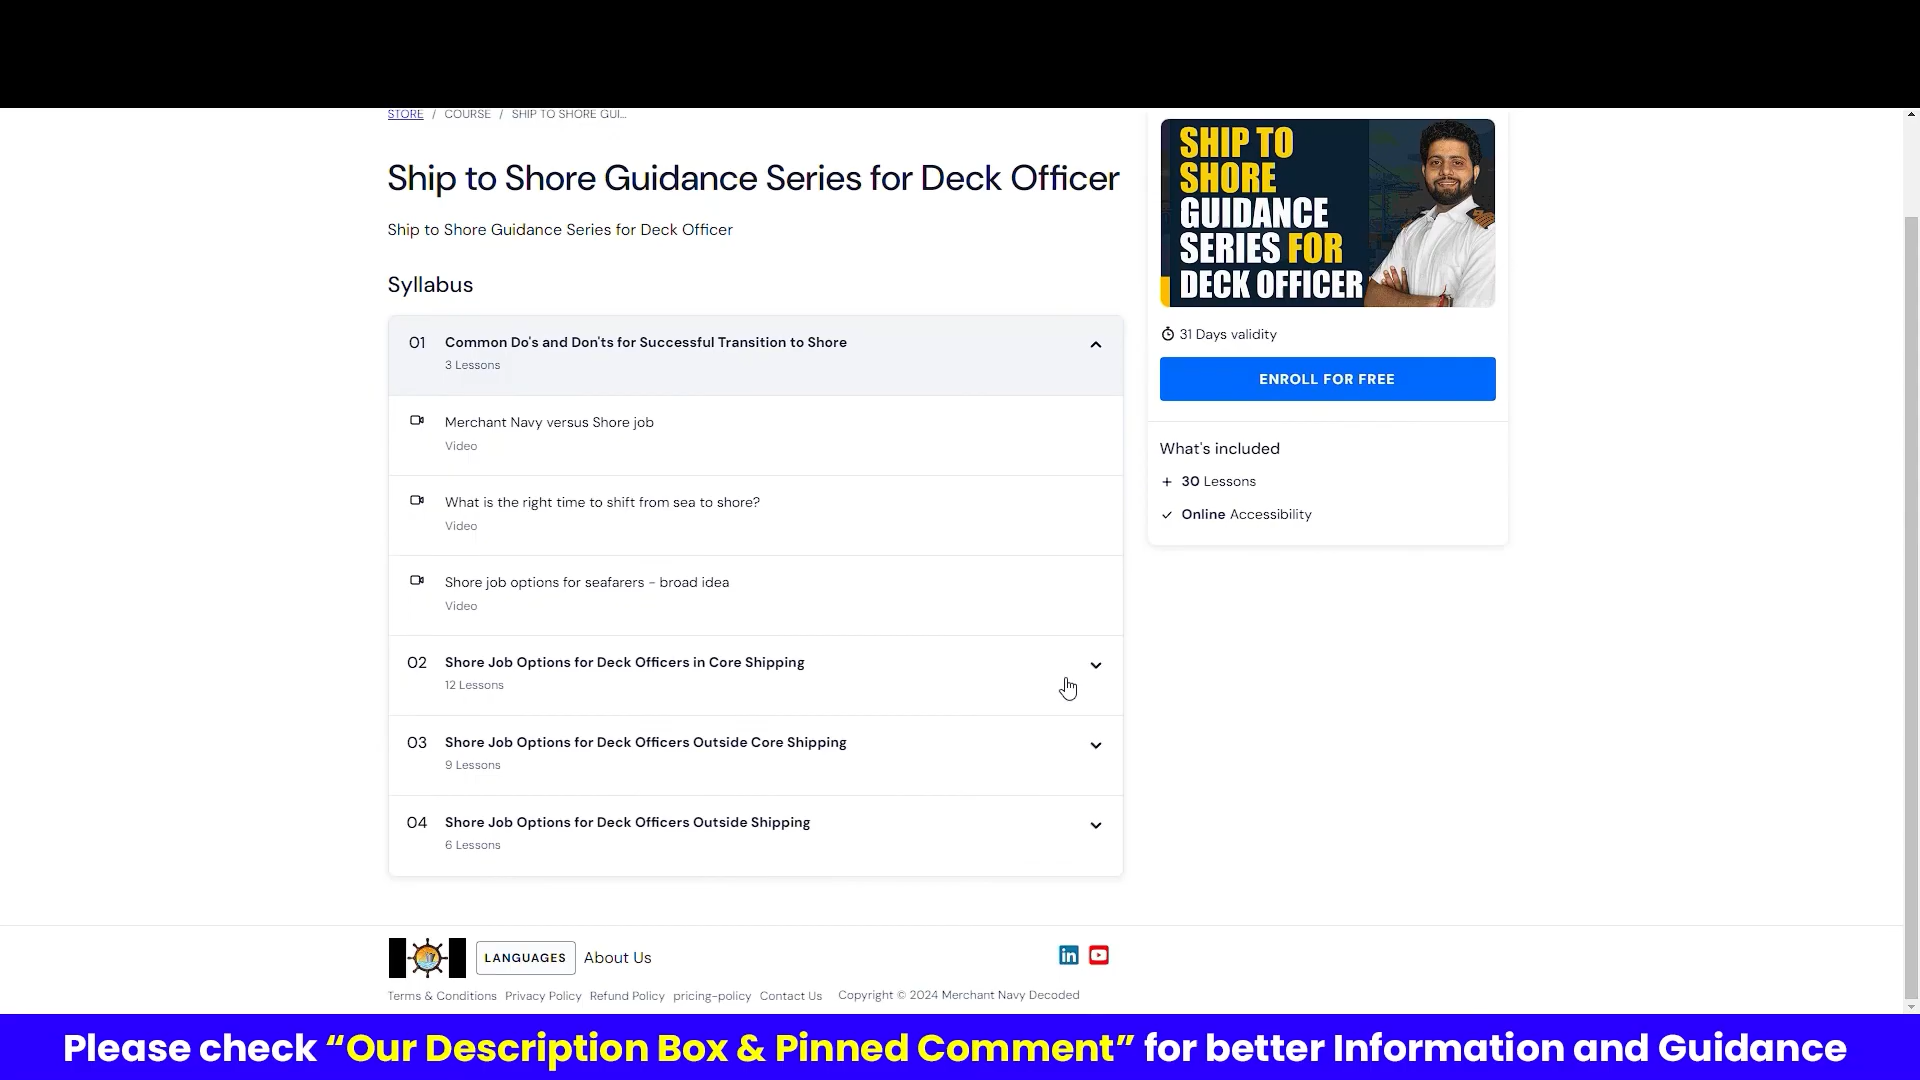 STORE / COURSE / SHIP TO SHORE GUI...
Ship to Shore Guidance Series for Deck Officer
Ship to Shore Guidance Series for Deck Officer
Syllabus
01 Common Do's and Don'ts for Successful Transition to Shore
3 Lessons
Merchant Navy versus Shore job
Video
What is the right time to shift from sea to shore?
Video
Shore job options for seafarers - broad idea
Video
02 Shore Job Options for Deck Officers in Core Shipping
12 Lessons
03 Shore Job Options for Deck Officers Outside Core Shipping
9 Lessons
04 Shore Job Options for Deck Officers Outside Shipping
6 Lessons
SHIP TO
SHORE
GUIDANCE
SERIES FOR
DECK OFFICER
31 Days validity
ENROLL FOR FREE
What's included
+ 30 Lessons
Online Accessibility
LANGUAGES About Us
in
Terms & Conditions Privacy Policy Refund Policy pricing-policy Contact Us Copyright © 2024 Merchant Navy Decoded
Please check “Our Description Box & Pinned Comment” for better Information and Guidance